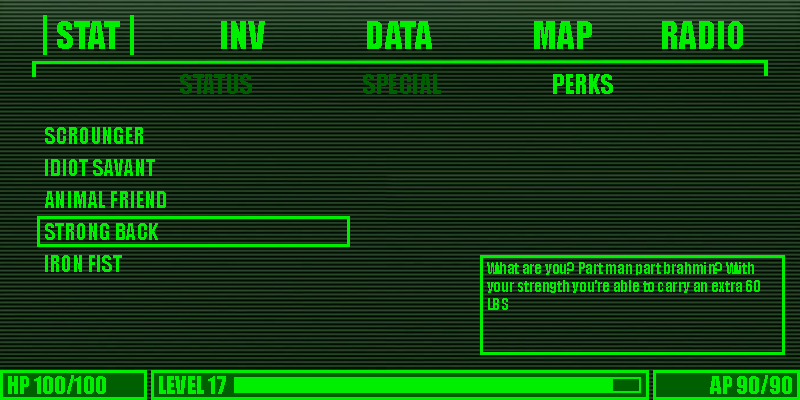 STAT INV DATA MAP RADIO
STATUS SPECIAL PERKS
SCROUNGER
IDIOT SAVANT
ANIMAL FRIEND
STRONG BACK
IRON FIST
What are you? Part man part brahmin? With
your strength you're able to carry an extra 60
LBS
HP 100/100 LEVEL 17 AP 90/90